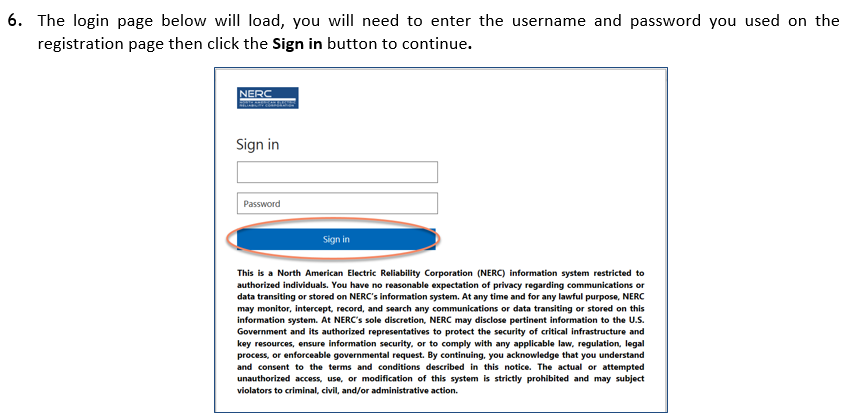 6. The login page below will load, you will need to enter the username and password you used on the
registration page then click the Sign in button to continue.
NERC
NORTH AMERICAN ELECTRIC
RELIABILITY CORPORATION
Sign in
Password
Sign in
This is a North American Electric Reliability Corporation (NERC) information system restricted to
authorized individuals. You have no reasonable expectation of privacy regarding communications or
data transiting or stored on NERC's information system. At any time and for any lawful purpose, NERC
may monitor, intercept, record, and search any communications or data transiting or stored on this
information system. At NERC's sole discretion, NERC may disclose pertinent information to the U.S.
Government and its authorized representatives to protect the security of critical infrastructure and
key resources, ensure information security, or to comply with any applicable law, regulation, legal
process, or enforceable governmental request. By continuing, you acknowledge that you understand
and consent to the terms and conditions described in this notice. The actual or attempted
unauthorized access, use, or modification of this system is strictly prohibited and may subject
violators to criminal, civil, and/or administrative action.